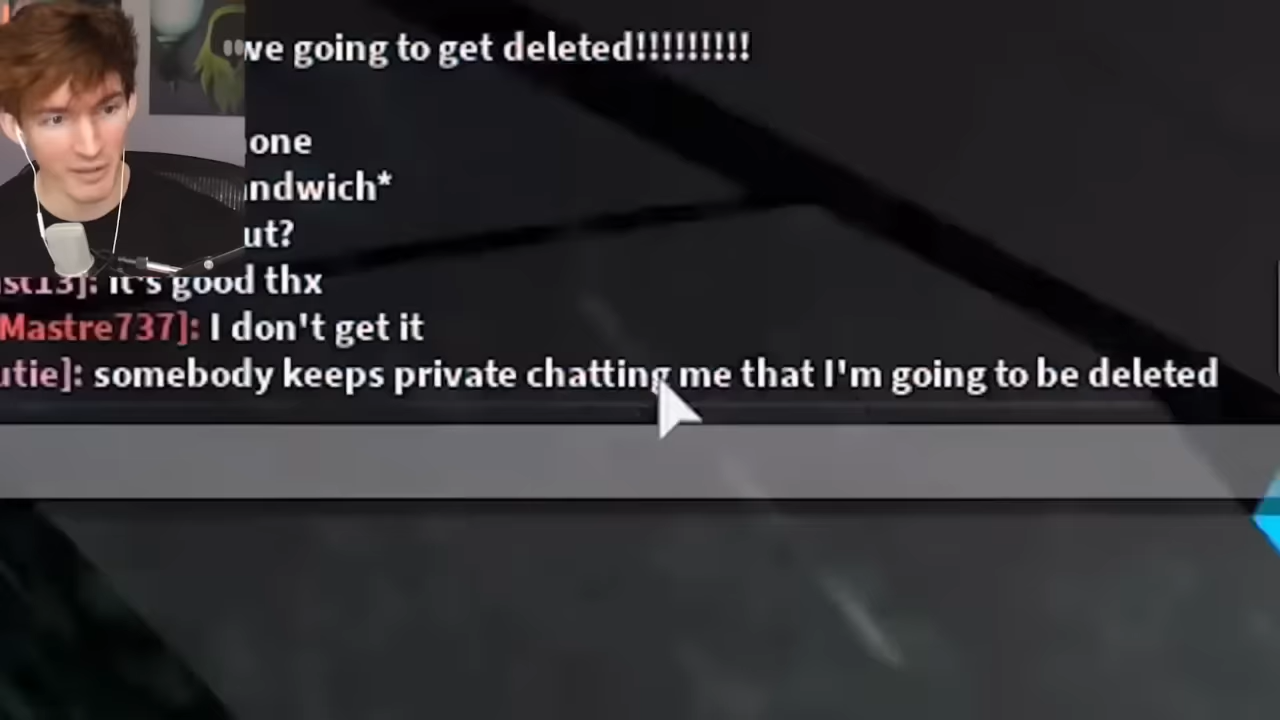 we going to get deleted!!!!!!!!!
one
andwich*
ut?
st13]: it's good thx
Mastre737]: I don't get it
utie]: somebody keeps private chatting me that I'm going to be deleted